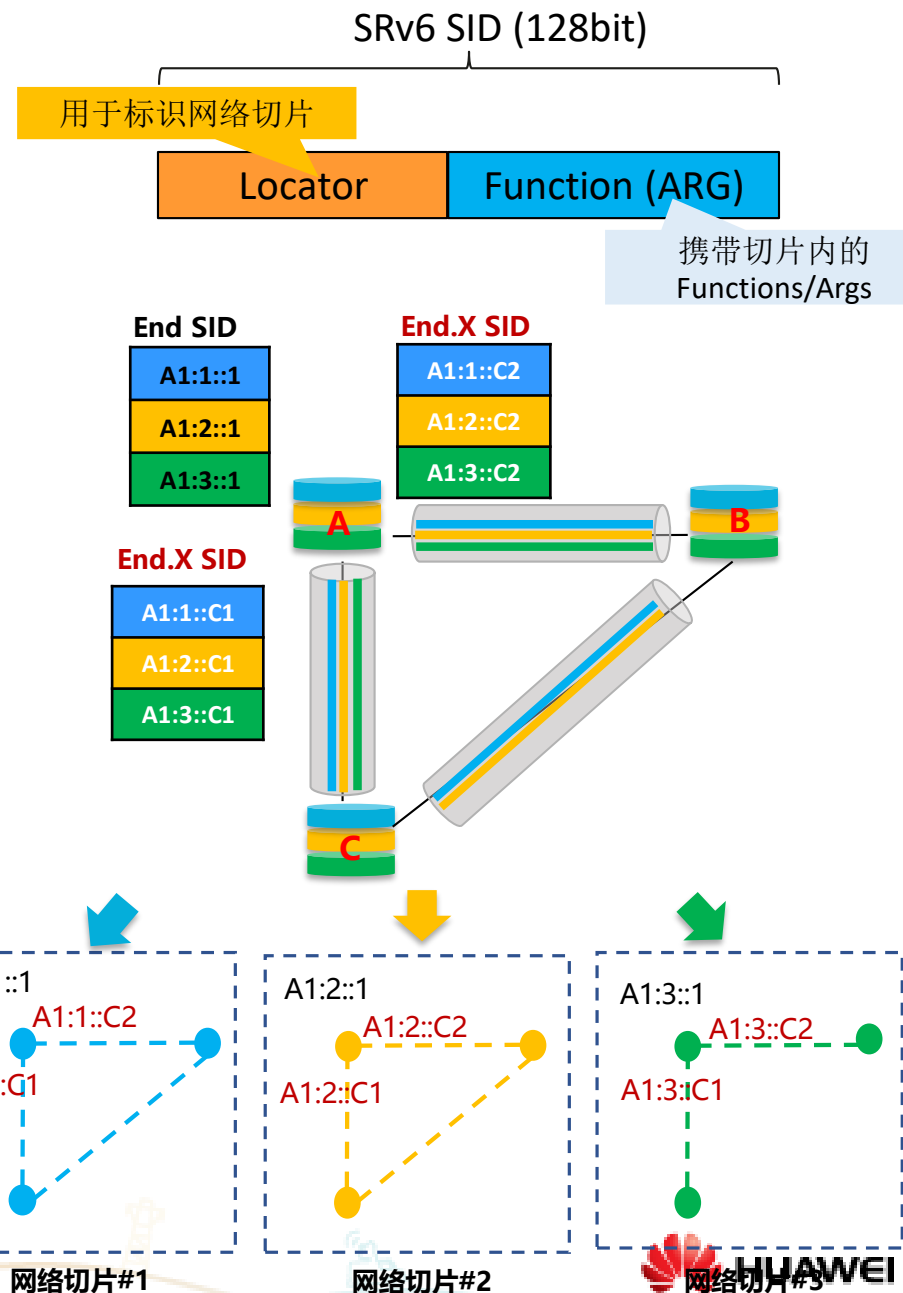 SRv6 SID (128bit)
用于标识网络切片
Locator
Function (ARG)
携带切片内的
Functions/Args
End SID
End.X SID
A1:1::1
A1:2::1
A1:3::1
A1:1::C2
A1:2::C2
A1:3::C2
A
B
End.X SID
A1:1::C1
A1:2::C1
A1:3::C1
C
::1
A1:1::C2
::C1
A1:2::1
A1:2::C2
A1:2::C1
A1:3::1
A1:3::C2
A1:3::C1
网络切片#1
网络切片#2
网络切片#3
HUAWEI